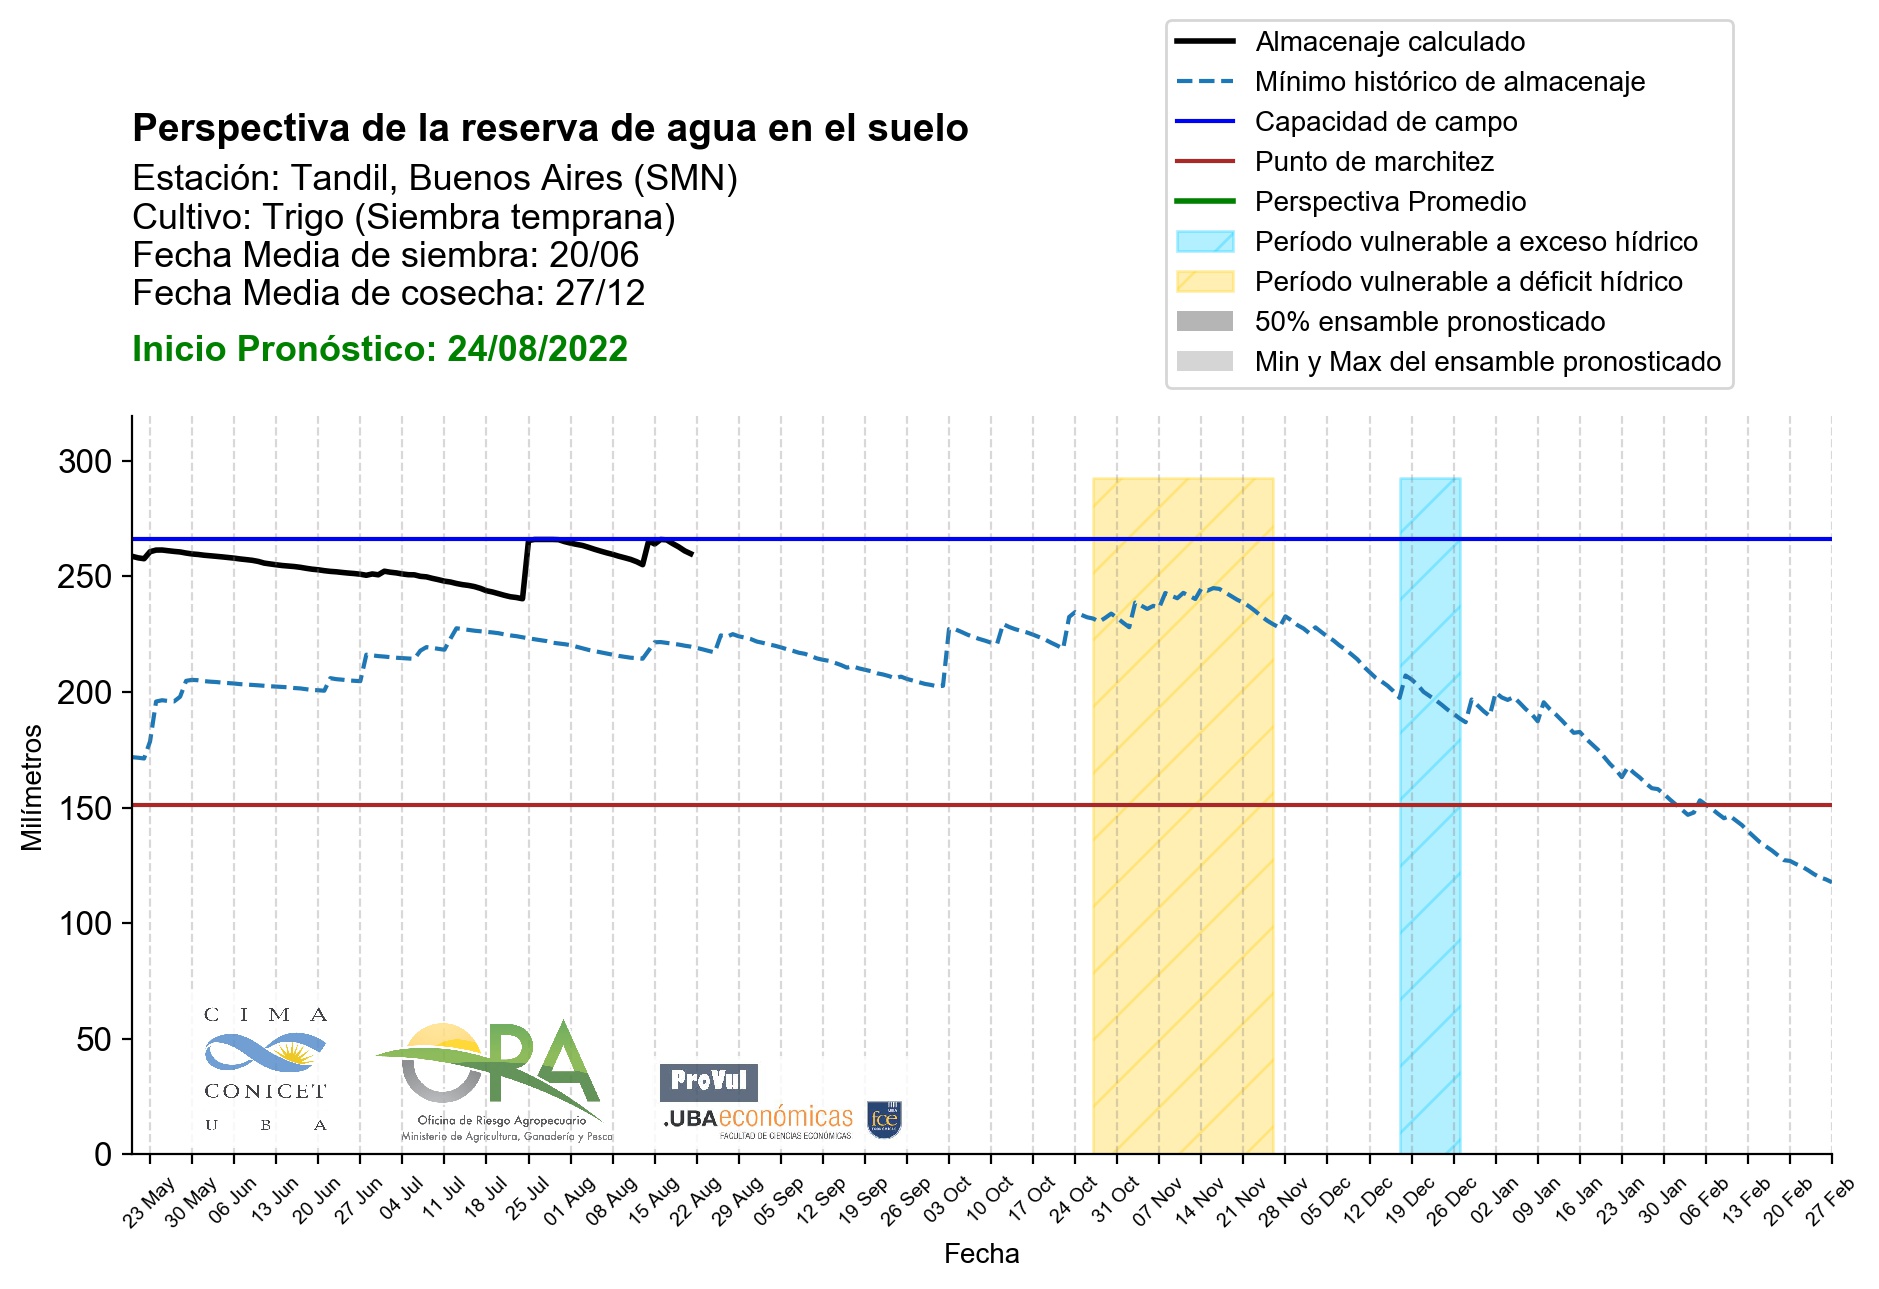 Almacenaje calculado
Mínimo histórico de almacenaje
Capacidad de campo
Punto de marchitez
Perspectiva Promedio
Período vulnerable a exceso hídrico
Período vulnerable a déficit hídrico
50% ensamble pronosticado
Min y Max del ensamble pronosticado
Perspectiva de la reserva de agua en el suelo
Estación: Tandil, Buenos Aires (SMN)
Cultivo: Trigo (Siembra temprana)
Fecha Media de siembra: 20/06
Fecha Media de cosecha: 27/12
Inicio Pronóstico: 24/08/2022
300
250
200
150
100
50
0
Milímetros
C I M A
CONICET
U B A
ORA
Oficina de Riesgo Agropecuario
Ministerio de Agricultura, Ganadería y Pesca
ProVul
.UBAeconómicas
FACULTAD DE CIENCIAS ECONÓMICAS
fce
23 May
30 May
06 Jun
13 Jun
20 Jun
27 Jun
04 Jul
11 Jul
18 Jul
25 Jul
01 Aug
08 Aug
15 Aug
22 Aug
29 Aug
05 Sep
12 Sep
19 Sep
26 Sep
03 Oct
10 Oct
17 Oct
24 Oct
31 Oct
07 Nov
14 Nov
21 Nov
28 Nov
05 Dec
12 Dec
19 Dec
26 Dec
02 Jan
09 Jan
16 Jan
23 Jan
30 Jan
06 Feb
13 Feb
20 Feb
27 Feb
Fecha